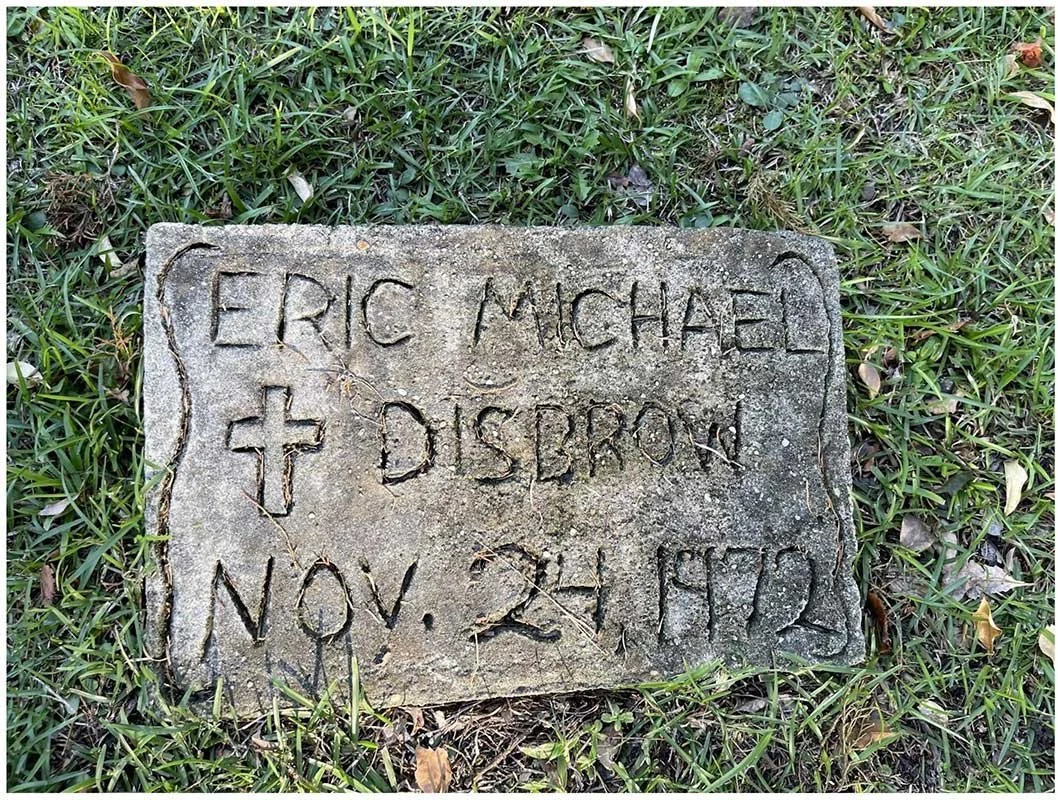 ERIC MICHAEL
DISBROW
NOV. 24, 1972